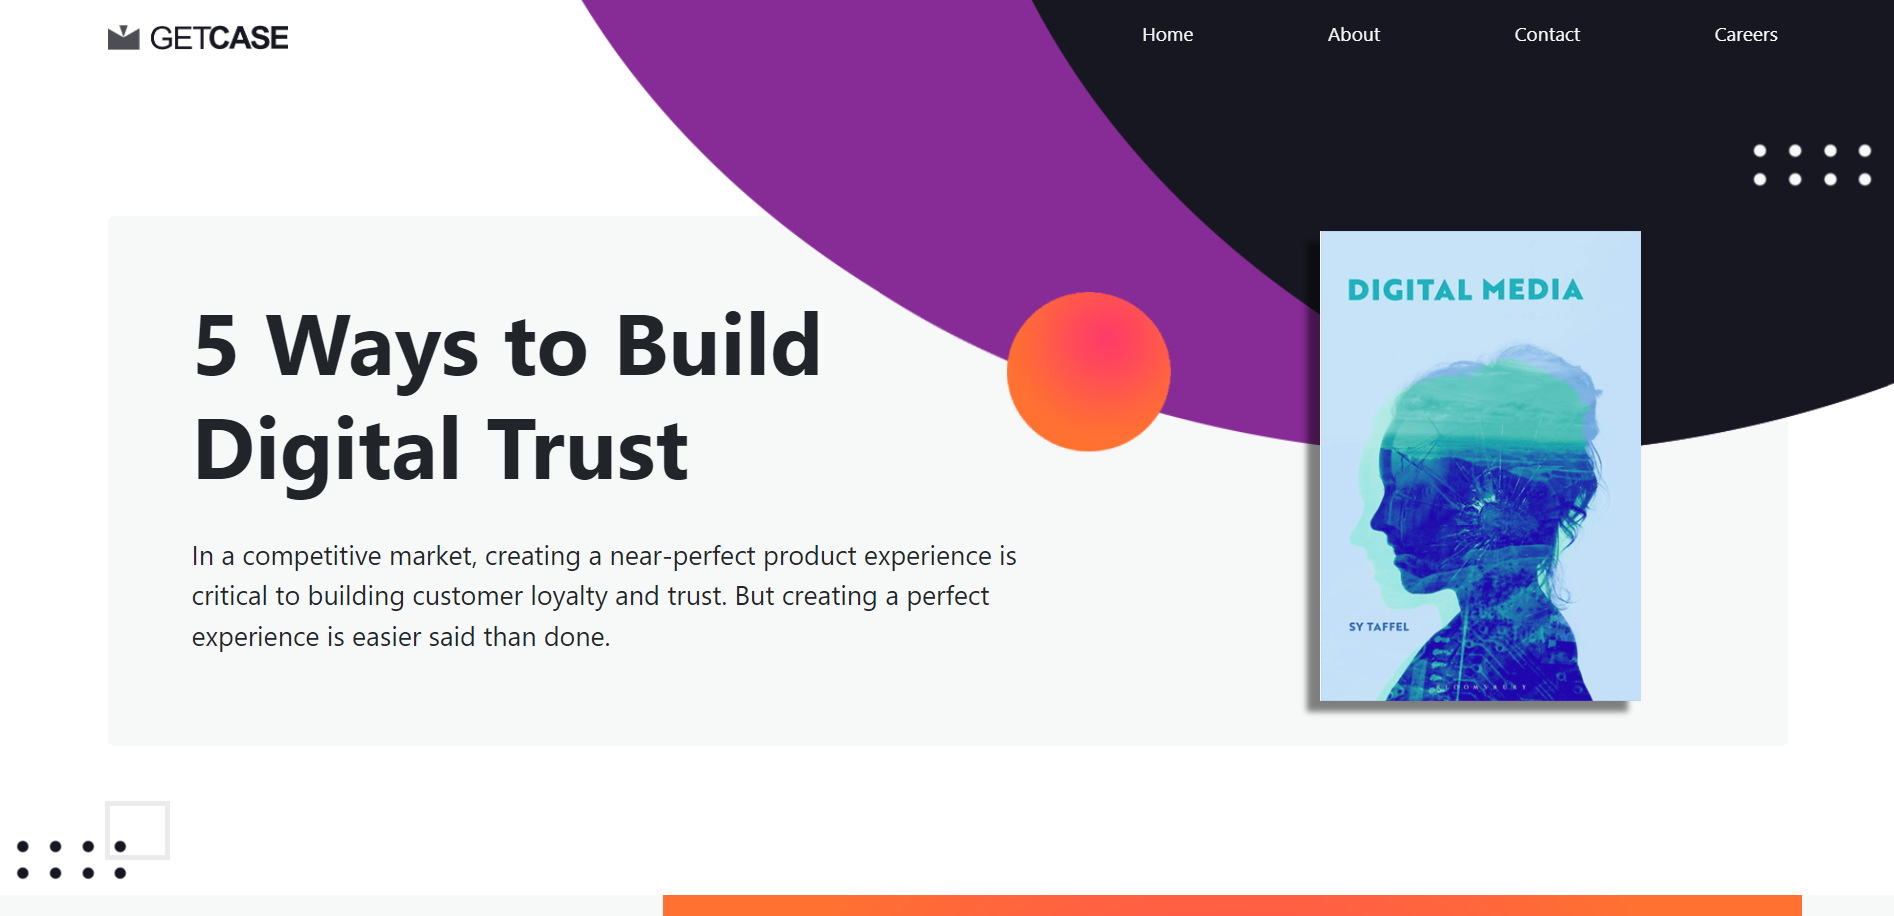 GETCASE
Home
About
Contact
Careers
5 Ways to Build
Digital Trust
In a competitive market, creating a near-perfect product experience is
critical to building customer loyalty and trust. But creating a perfect
experience is easier said than done.
DIGITAL MEDIA
SY TAFFEL
BLOOMSBURY